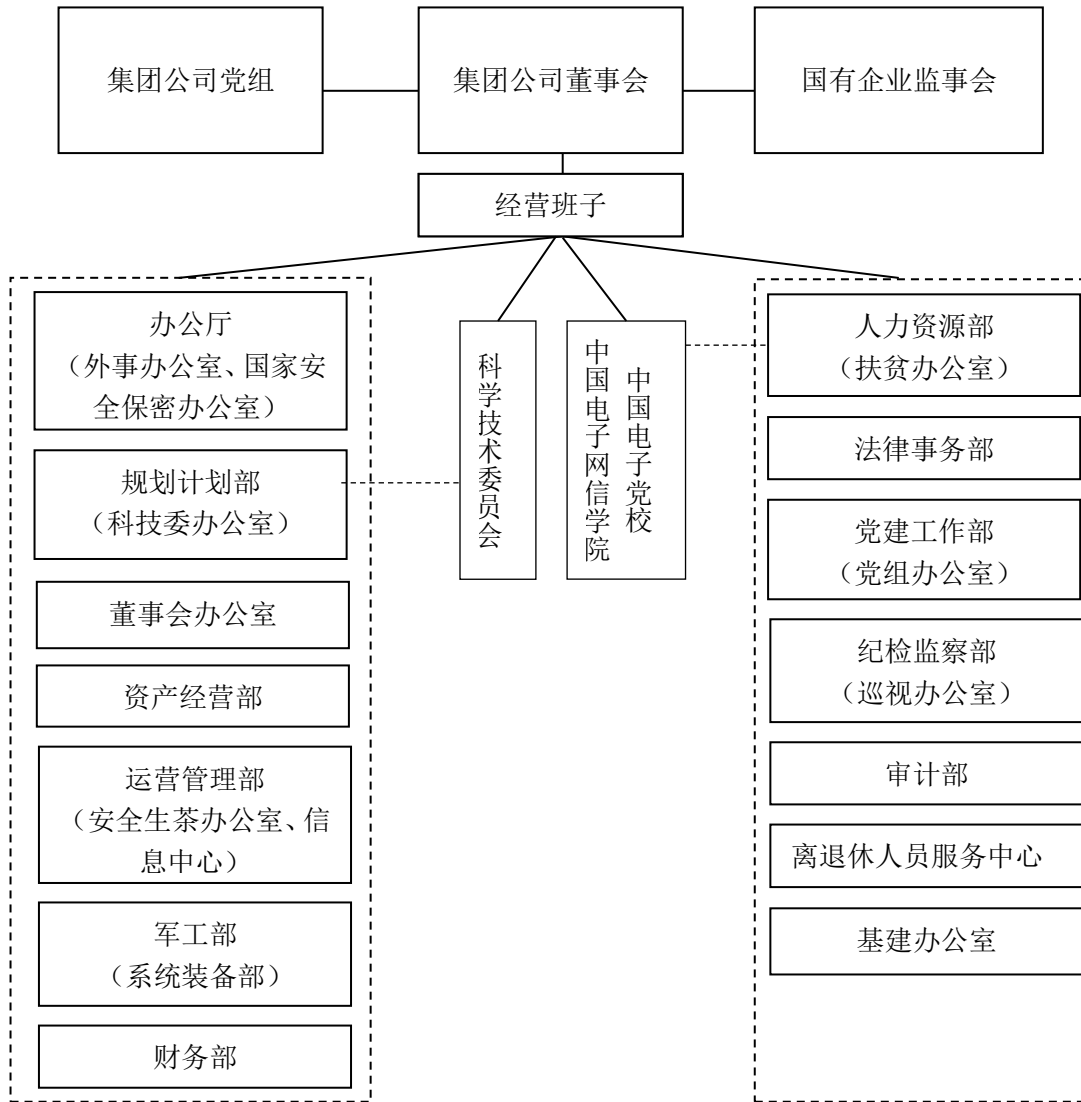 集团公司党组
集团公司董事会
国有企业监事会
经营班子
办公厅
（外事办公室、国家安
全保密办公室）
规划计划部
（科技委办公室）
董事会办公室
资产经营部
运营管理部
（安全生茶办公室、信
息中心）
军工部
（系统装备部）
财务部
科学技术委员会
中国电子党校
中国电子网信学院
人力资源部
（扶贫办公室）
法律事务部
党建工作部
（党组办公室）
纪检监察部
（巡视办公室）
审计部
离退休人员服务中心
基建办公室